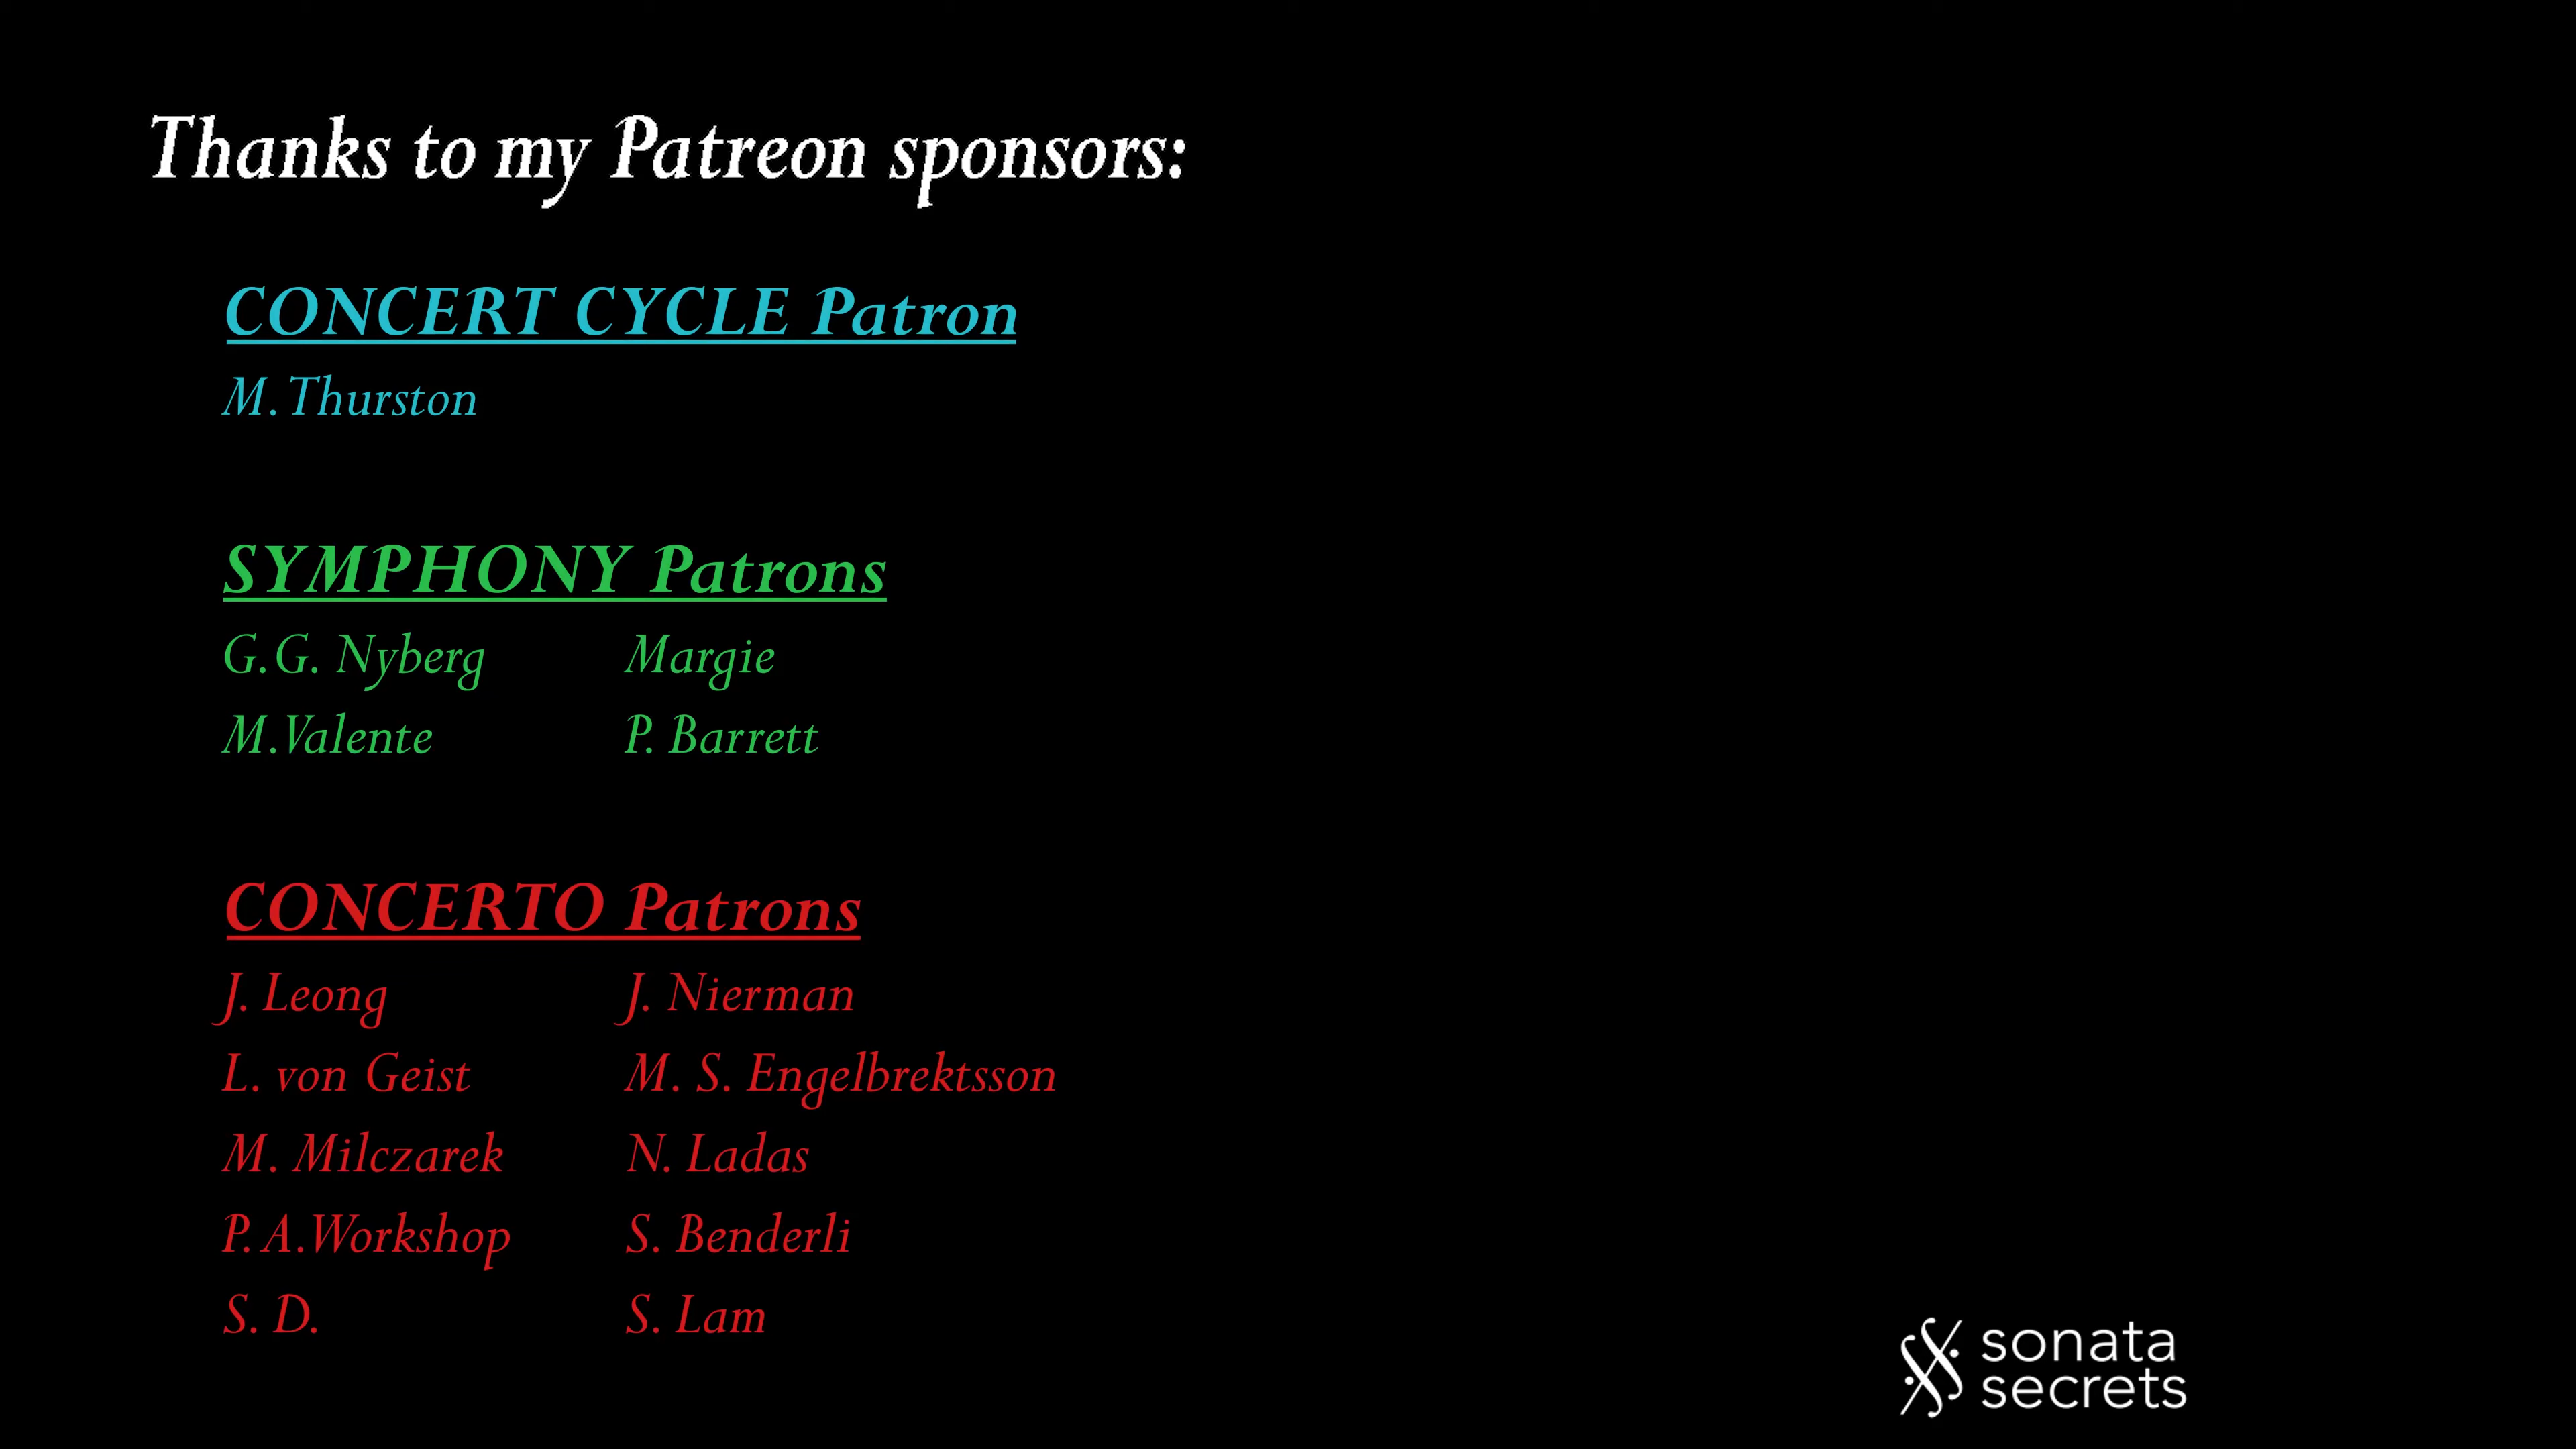 Thanks to my Patreon sponsors:
CONCERT CYCLE Patron
M. Thurston
SYMPHONY Patrons
G. G. Nyberg Margie
M. Valente P. Barrett
CONCERTO Patrons
J. Leong J. Nierman
L. von Geist M. S. Engelbrektsson
M. Milczarek N. Ladas
P. A. Workshop S. Benderli
S. D. S. Lam
sonata
secrets